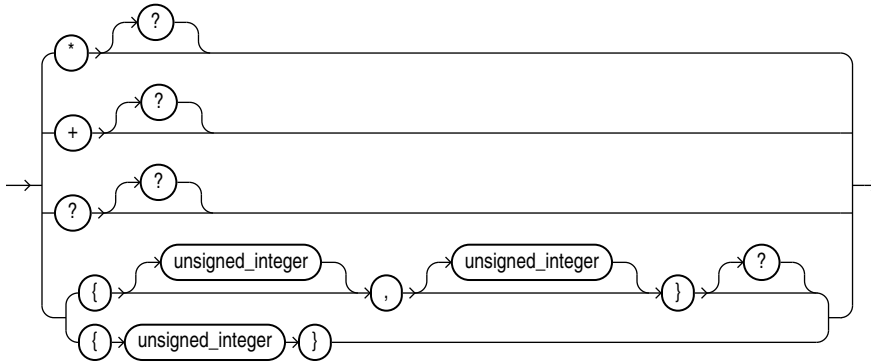 ?
*
?
+
?
?
unsigned_integer unsigned_integer ?
{ , }
{ unsigned_integer }